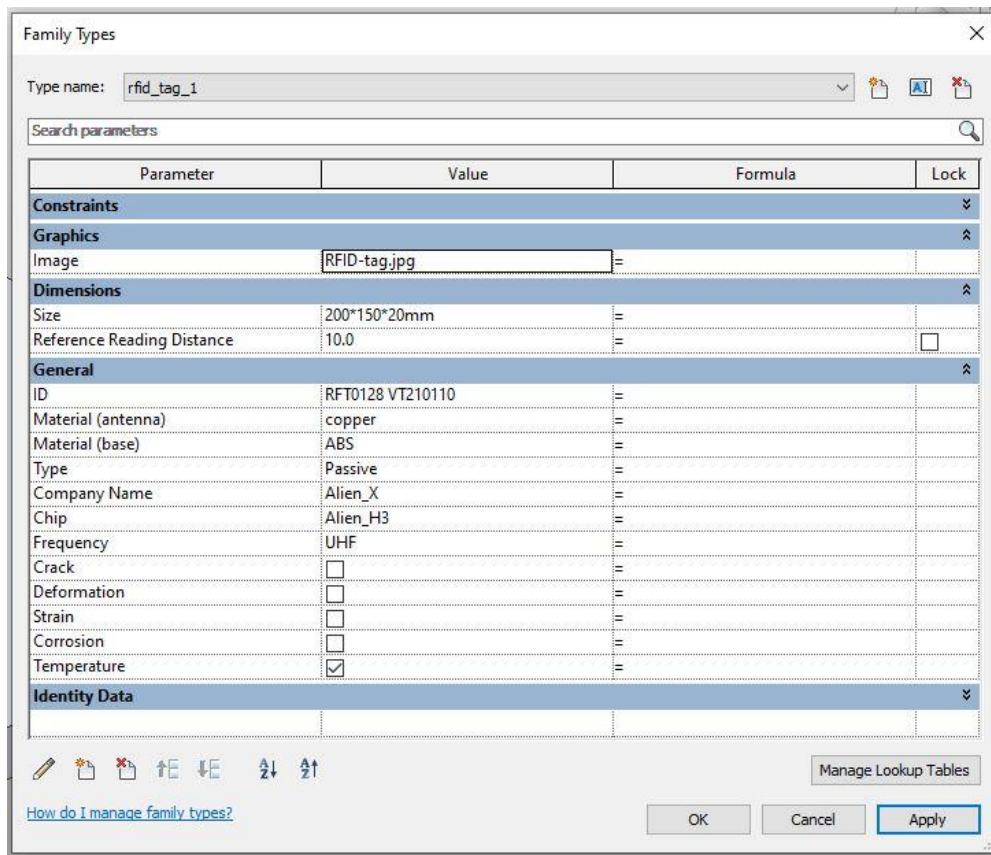 Family Types
Type name: rfid_tag_1
Search parameters
Parameter Value Formula Lock
Constraints
Graphics
Image RFID-tag.jpg =
Dimensions
Size 200*150*20mm =
Reference Reading Distance 10.0 =
General
ID RFT0128 VT210110 =
Material (antenna) copper =
Material (base) ABS =
Type Passive =
Company Name Alien_X =
Chip Alien_H3 =
Frequency UHF =
Crack =
Deformation =
Strain =
Corrosion =
Temperature =
Identity Data
Manage Lookup Tables
How do I manage family types?
OK Cancel Apply